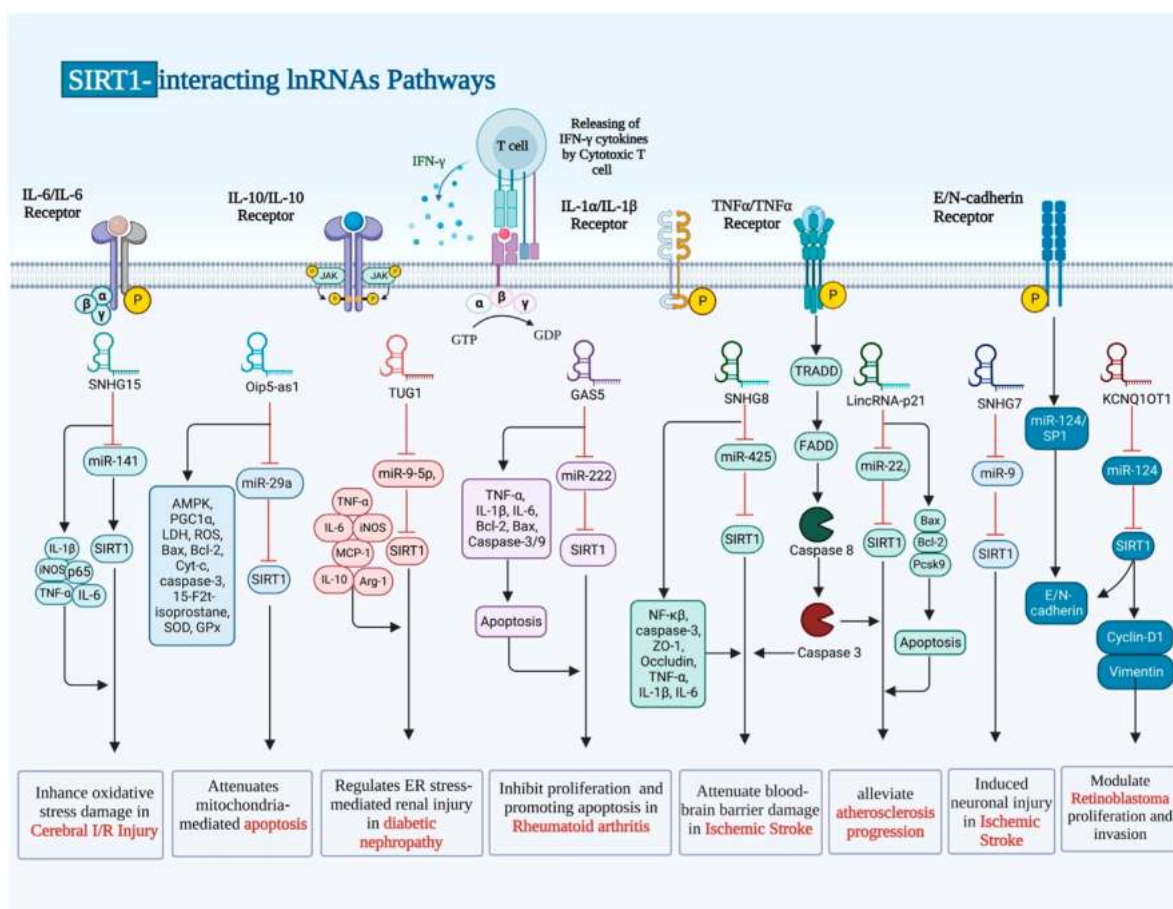 SIRT1-interacting lnRNAs Pathways
Releasing of
IFN-γ cytokines
by Cytotoxic T
cell
T cell
IFN-γ
IL-6/IL-6
Receptor
IL-10/IL-10
Receptor
IL-1α/IL-1β
Receptor
TNFα/TNFα
Receptor
E/N-cadherin
Receptor
β
α
γ
P
P
JAK
JAK
P
P
P
α
β
γ
GTP
GDP
P
P
P
SNHG15
miR-141
IL-1β
iNOS
p65
TNF-α
IL-6
SIRT1
Oip5-as1
AMPK,
PGC1α,
LDH, ROS,
Bax, Bcl-2,
Cyt-c,
caspase-3,
15-F2t-
isoprostane,
SOD, GPx
miR-29a
SIRT1
TUG1
miR-9-5p,
TNF-α
IL-6
iNOS
MCP-1
IL-10
Arg-1
SIRT1
GAS5
TNF-α,
IL-1β, IL-6,
Bcl-2, Bax,
Caspase-3/9
Apoptosis
miR-222
SIRT1
SNHG8
miR-425
SIRT1
NF-κβ,
caspase-3,
ZO-1,
Occludin,
TNF-α,
IL-1β, IL-6
TRADD
FADD
Caspase 8
Caspase 3
LincRNA-p21
miR-22,
SIRT1
Bax
Bcl-2
Pcsk9
Apoptosis
SNHG7
miR-9
SIRT1
miR-124/
SP1
E/N-
cadherin
KCNQ1OT1
miR-124
SIRT1
Cyclin-D1
Vimentin
Inhance oxidative
stress damage in
Cerebral I/R Injury
Attenuates
mitochondria-
mediated apoptosis
Regulates ER stress-
mediated renal injury
in diabetic
nephropathy
Inhibit proliferation and
promoting apoptosis in
Rheumatoid arthritis
Attenuate blood-
brain barrier damage
in Ischemic Stroke
alleviate
atherosclerosis
progression
Induced
neuronal injury
in Ischemic
Stroke
Modulate
Retinoblastoma
proliferation and
invasion